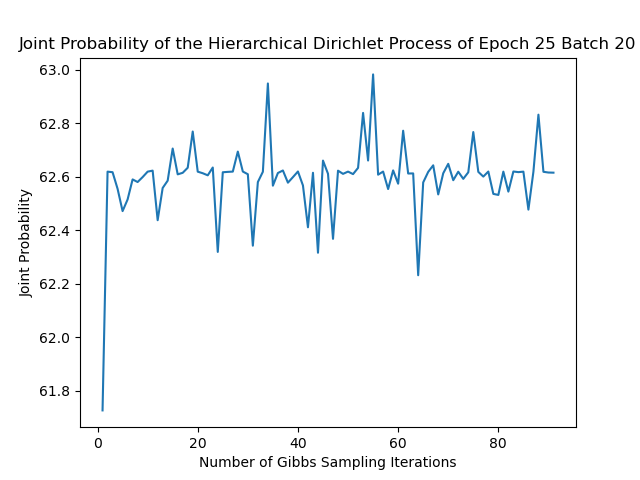 Joint Probability of the Hierarchical Dirichlet Process of Epoch 25 Batch 20
63.0
62.8
62.6
62.4
62.2
62.0
61.8
Joint Probability
0 20 40 60 80
Number of Gibbs Sampling Iterations